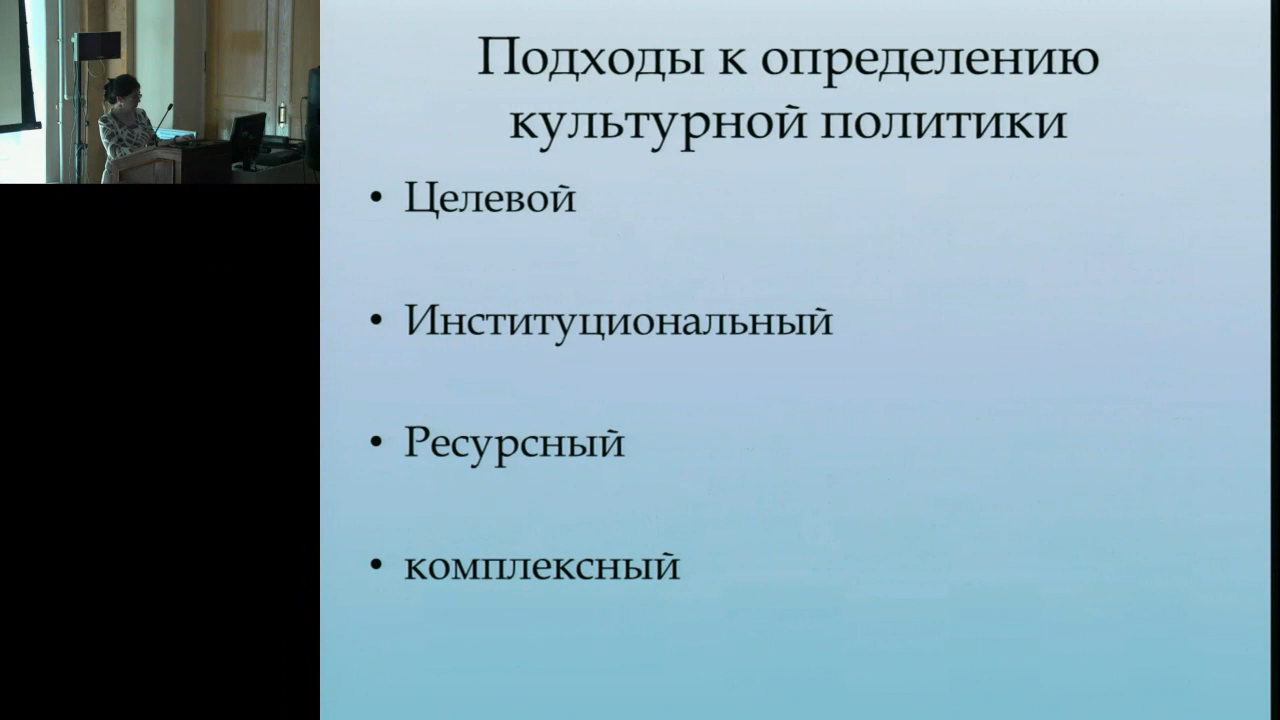 Подходы к определению
культурной политики
• Целевой
• Институциональный
• Ресурсный
• комплексный